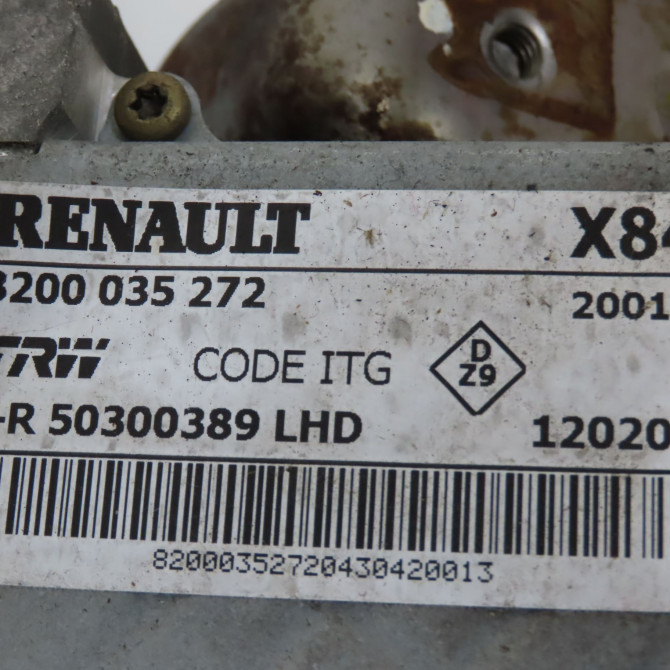 RENAULT X84
8200 035 272 2001
TRW CODE ITG D Z9
-R 50300389 LHD 12020
82000352720430420013